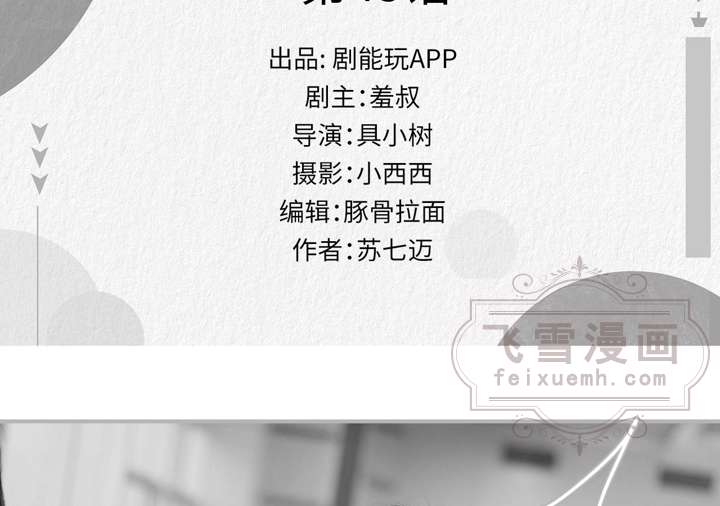 出品: 剧能玩APP
剧主:羞叔
导演:具小树
摄影:小西西
编辑:豚骨拉面
作者:苏七迈
飞雪漫画
feixuemh.com